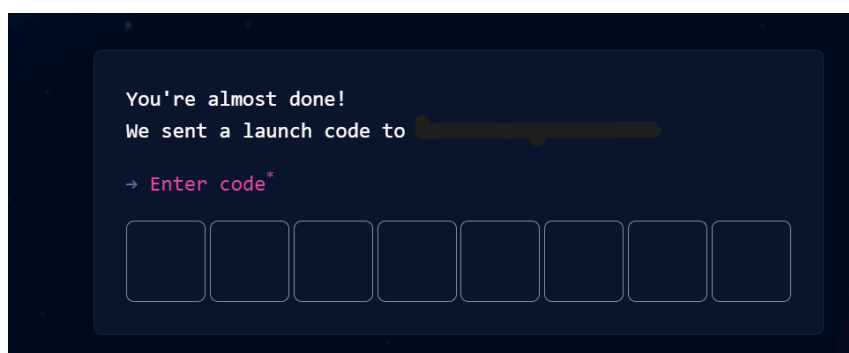 You're almost done!
We sent a launch code to
→ Enter code*